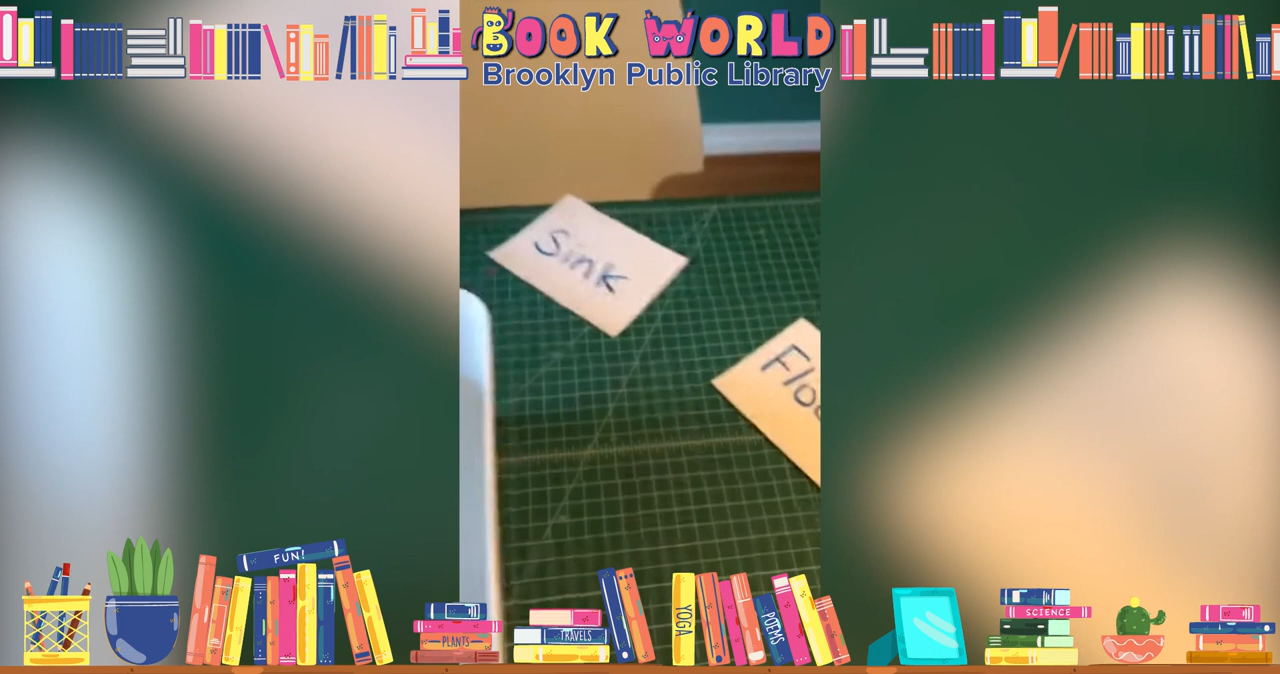 BOOK WORLD
Brooklyn Public Library
Sink
FUN!
PLANTS
TRAVELS
YOGA
POEMS
SCIENCE